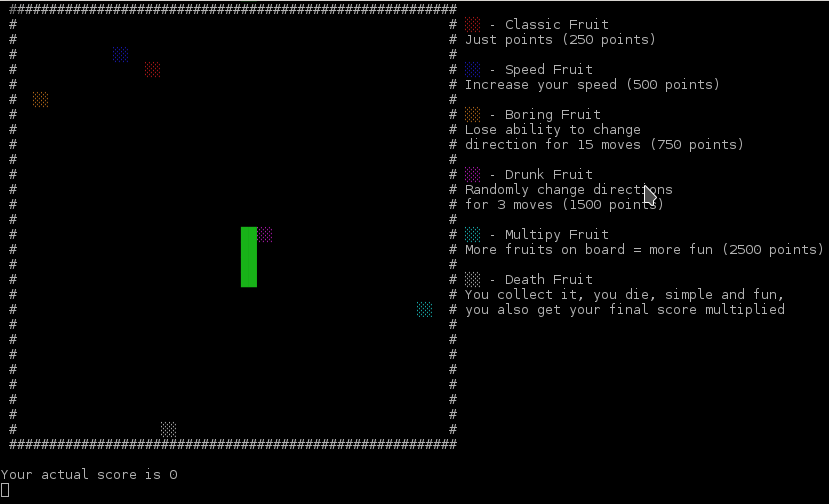 ░░ - Classic Fruit
Just points (250 points)
░░ - Speed Fruit
Increase your speed (500 points)
░░ - Boring Fruit
Lose ability to change
direction for 15 moves (750 points)
░░ - Drunk Fruit
Randomly change directions
for 3 moves (1500 points)
░░ - Multipy Fruit
More fruits on board = more fun (2500 points)
░░ - Death Fruit
You collect it, you die, simple and fun,
you also get your final score multiplied
Your actual score is 0